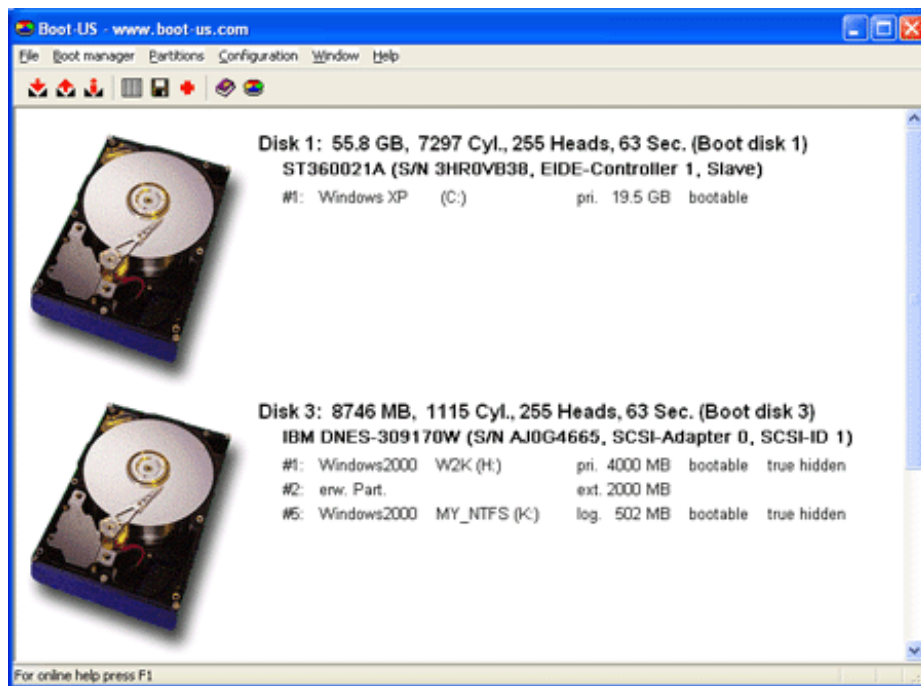 Boot-US - www.boot-us.com
File Boot manager Partitions Configuration Window Help
Disk 1: 55.8 GB, 7297 Cyl., 255 Heads, 63 Sec. (Boot disk 1)
ST360021A (S/N 3HR0VB38, EIDE-Controller 1, Slave)
#1: Windows XP (C:) pri. 19.5 GB bootable
Disk 3: 8746 MB, 1115 Cyl., 255 Heads, 63 Sec. (Boot disk 3)
IBM DNES-309170W (S/N AJ0G4665, SCSI-Adapter 0, SCSI-ID 1)
#1: Windows2000 W2K (H:) pri. 4000 MB bootable true hidden
#2: erw. Part. ext. 2000 MB
#5: Windows2000 MY_NTFS (K:) log. 502 MB bootable true hidden
For online help press F1